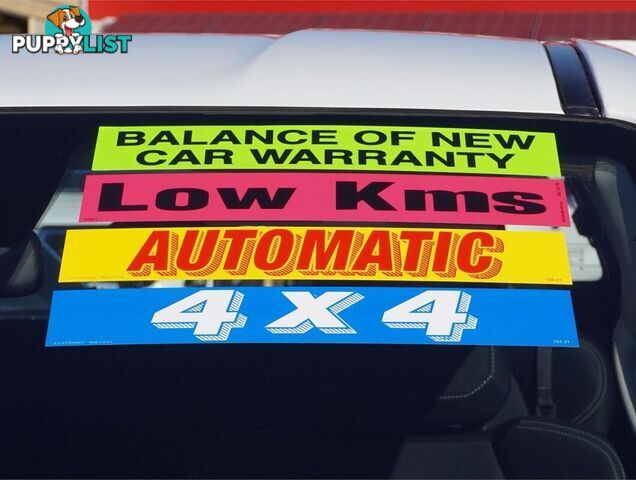 PUPPYLIST
BALANCE OF NEW
CAR WARRANTY
Low Kms
AUTOMATIC
4 X 4